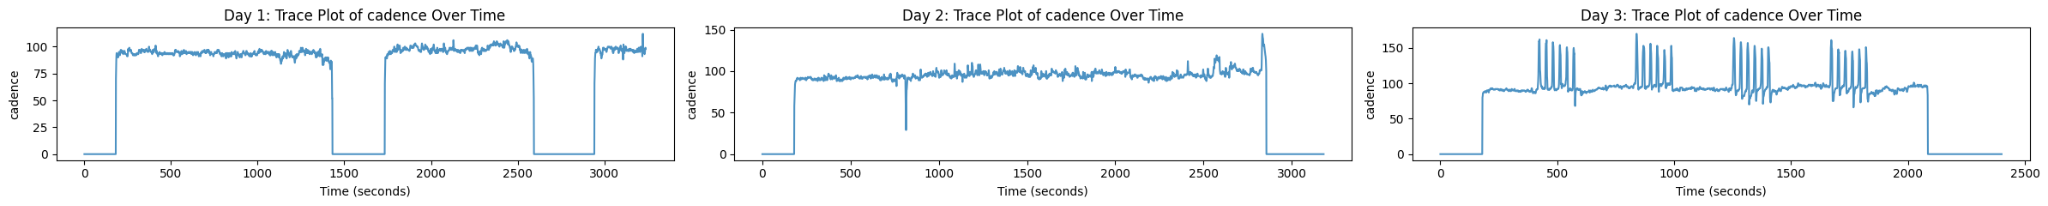 Day 1: Trace Plot of cadence Over Time
100
75
50
25
0
cadence
0 500 1000 1500 2000 2500 3000
Time (seconds)
Day 2: Trace Plot of cadence Over Time
150
100
50
0
cadence
0 500 1000 1500 2000 2500 3000
Time (seconds)
Day 3: Trace Plot of cadence Over Time
150
100
50
0
cadence
0 500 1000 1500 2000 2500
Time (seconds)